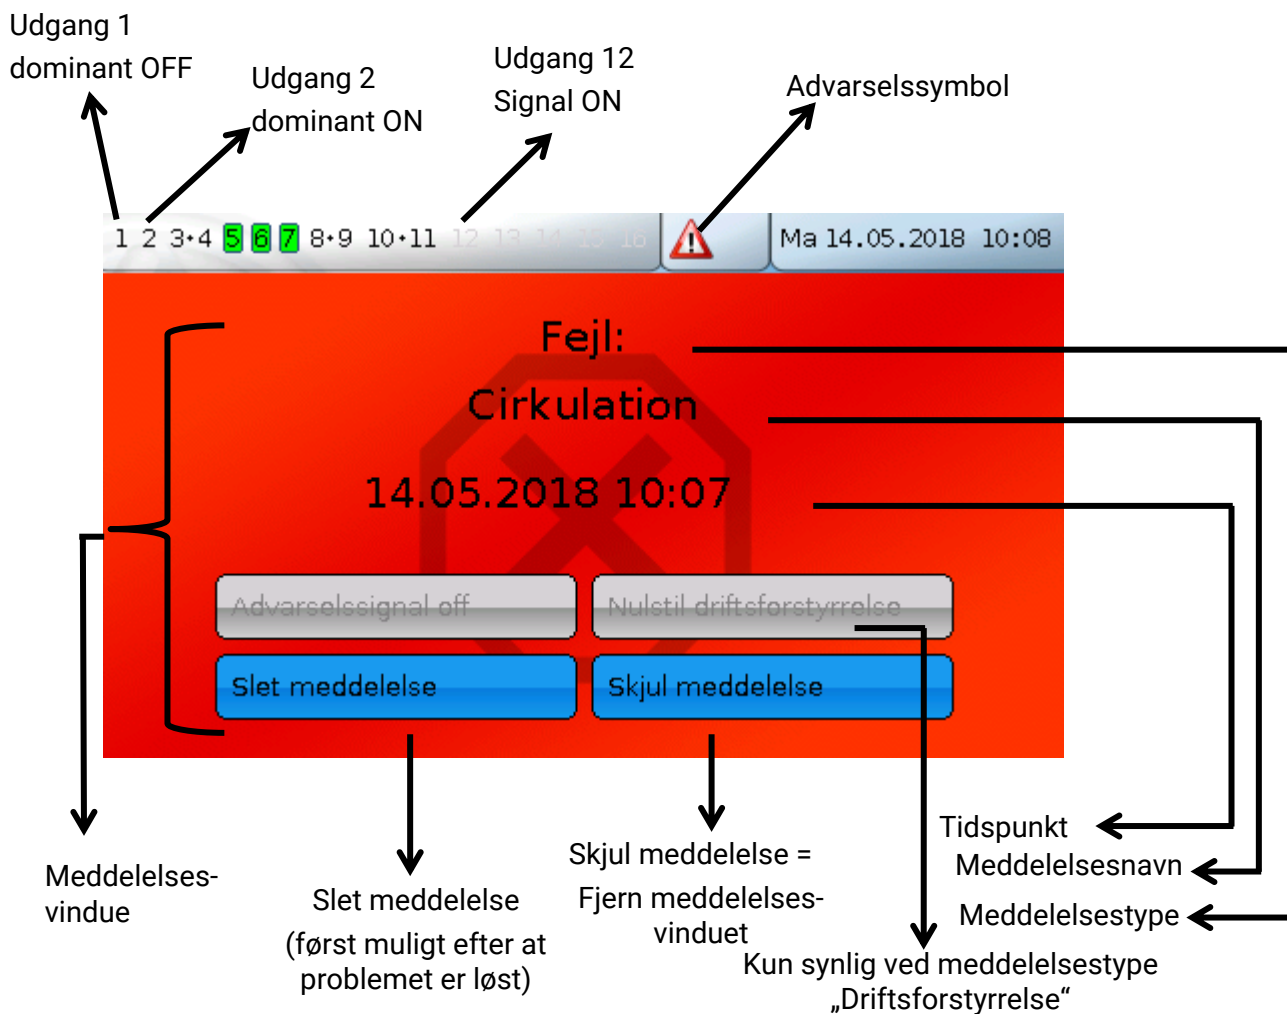 Udgang 1
dominant OFF
Udgang 2
dominant ON
Udgang 12
Signal ON
Advarselssymbol
1 2 3+4 5 6 7 8+9 10+11 12 13 14 15 16
Ma 14.05.2018 10:08
Fejl:
Cirkulation
14.05.2018 10:07
Advarselssignal off
Nulstil driftsforstyrrelse
Slet meddelelse
Skjul meddelelse
Meddelelses-
vindue
Slet meddelelse
(først muligt efter at
problemet er løst)
Skjul meddelelse =
Fjern meddelelses-
vinduet
Tidspunkt
Meddelelsesnavn
Meddelelsestype
Kun synlig ved meddelelsestype
„Driftsforstyrrelse“